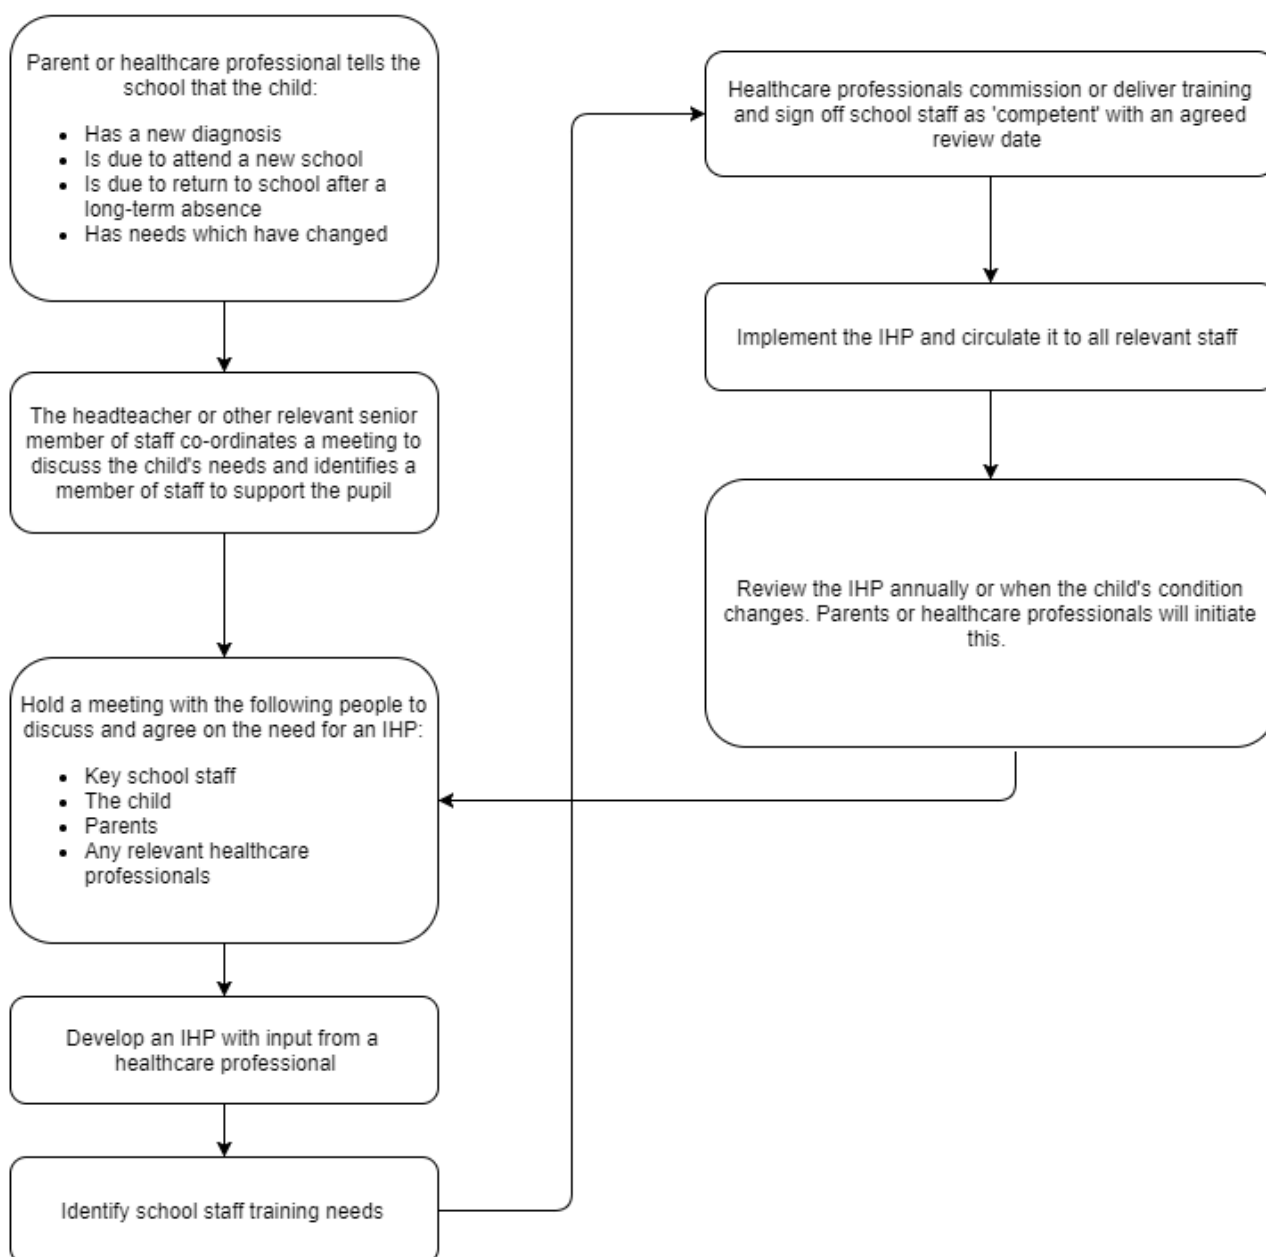 Parent or healthcare professional tells the
school that the child:
• Has a new diagnosis
• Is due to attend a new school
• Is due to return to school after a
long-term absence
• Has needs which have changed
The headteacher or other relevant senior
member of staff co-ordinates a meeting to
discuss the child's needs and identifies a
member of staff to support the pupil
Hold a meeting with the following people to
discuss and agree on the need for an IHP:
• Key school staff
• The child
• Parents
• Any relevant healthcare
professionals
Develop an IHP with input from a
healthcare professional
Identify school staff training needs
Healthcare professionals commission or deliver training
and sign off school staff as 'competent' with an agreed
review date
Implement the IHP and circulate it to all relevant staff
Review the IHP annually or when the child's condition
changes. Parents or healthcare professionals will initiate
this.